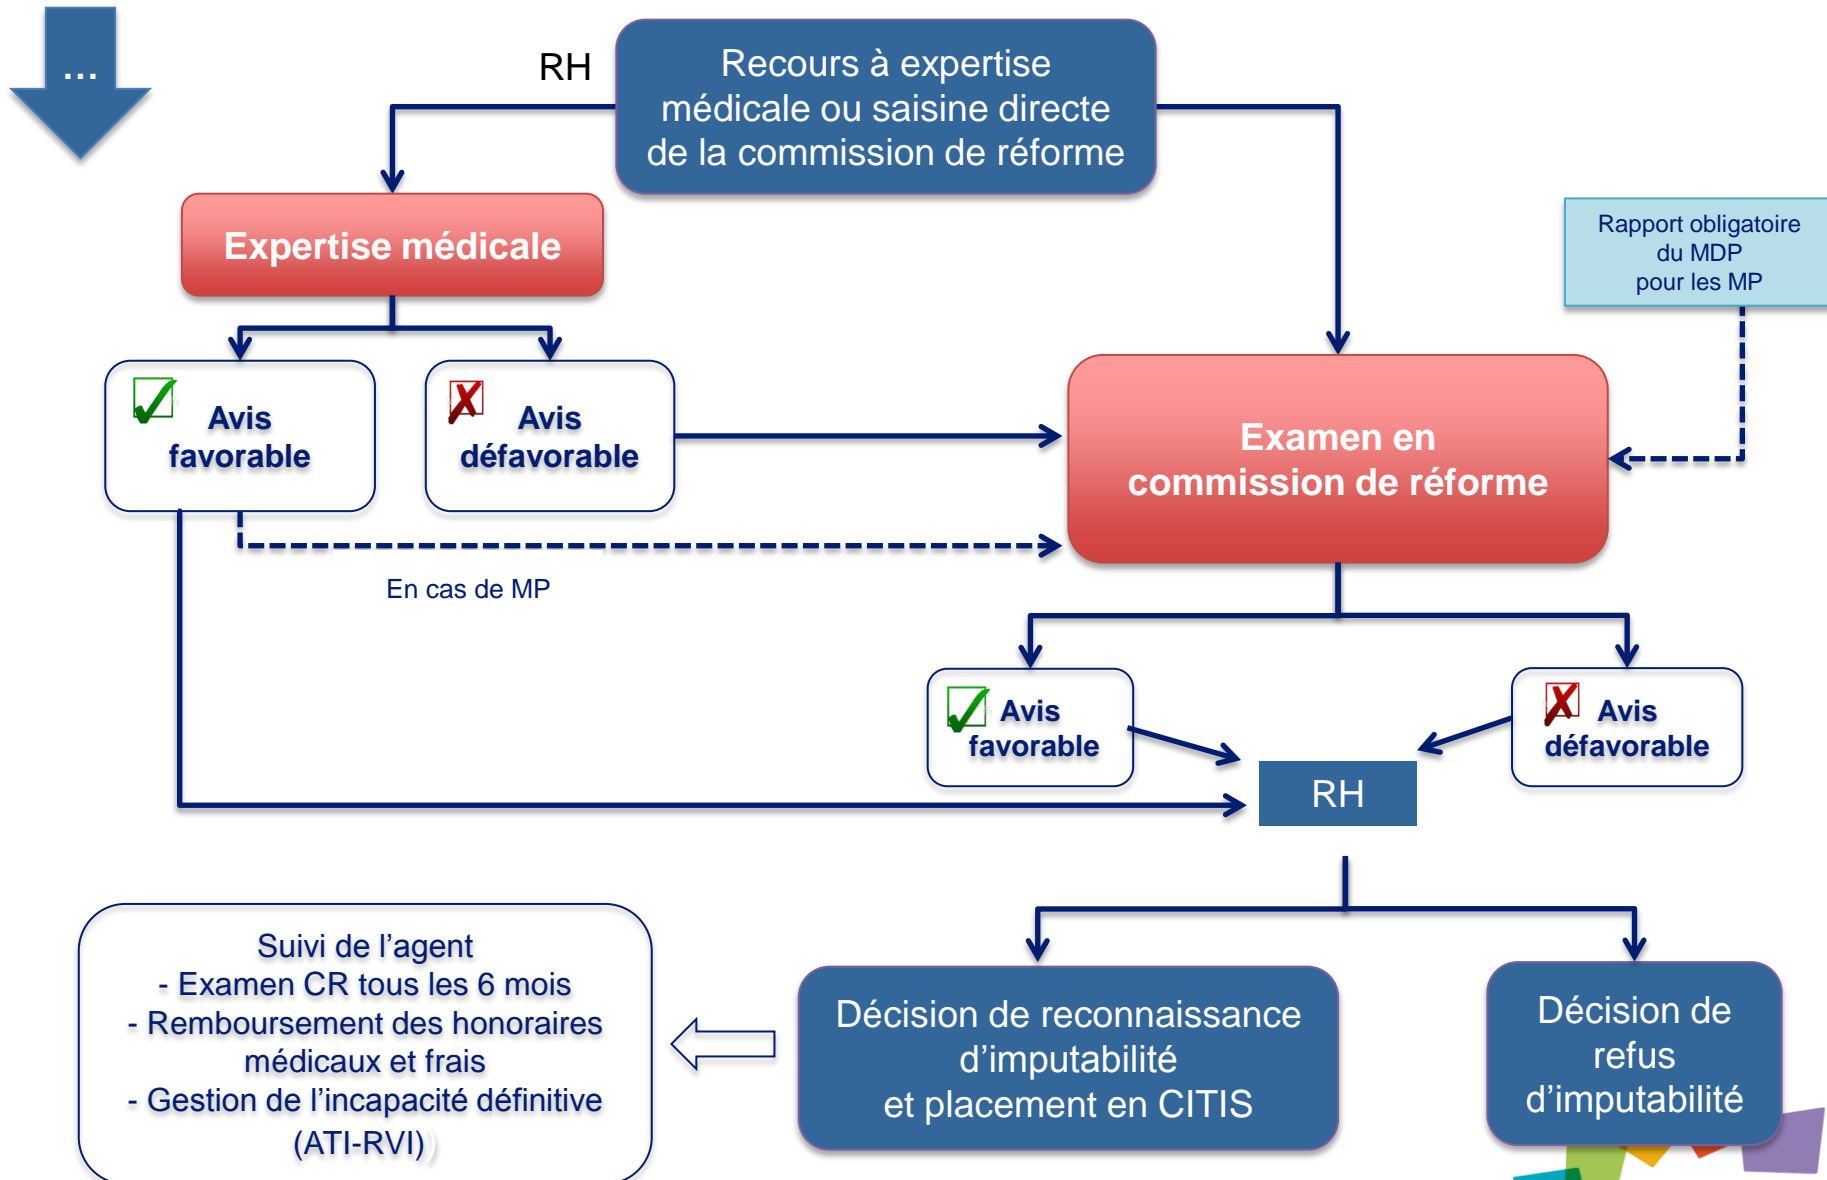 ...
RH
Recours à expertise
médicale ou saisine directe
de la commission de réforme
Expertise médicale
Rapport obligatoire
du MDP
pour les MP
Avis
favorable
Avis
défavorable
Examen en
commission de réforme
En cas de MP
Avis
favorable
Avis
défavorable
RH
Suivi de l’agent
- Examen CR tous les 6 mois
- Remboursement des honoraires
médicaux et frais
- Gestion de l’incapacité définitive
(ATI-RVI))
Décision de reconnaissance
d’imputabilité
et placement en CITIS
Décision de
refus
d’imputabilité